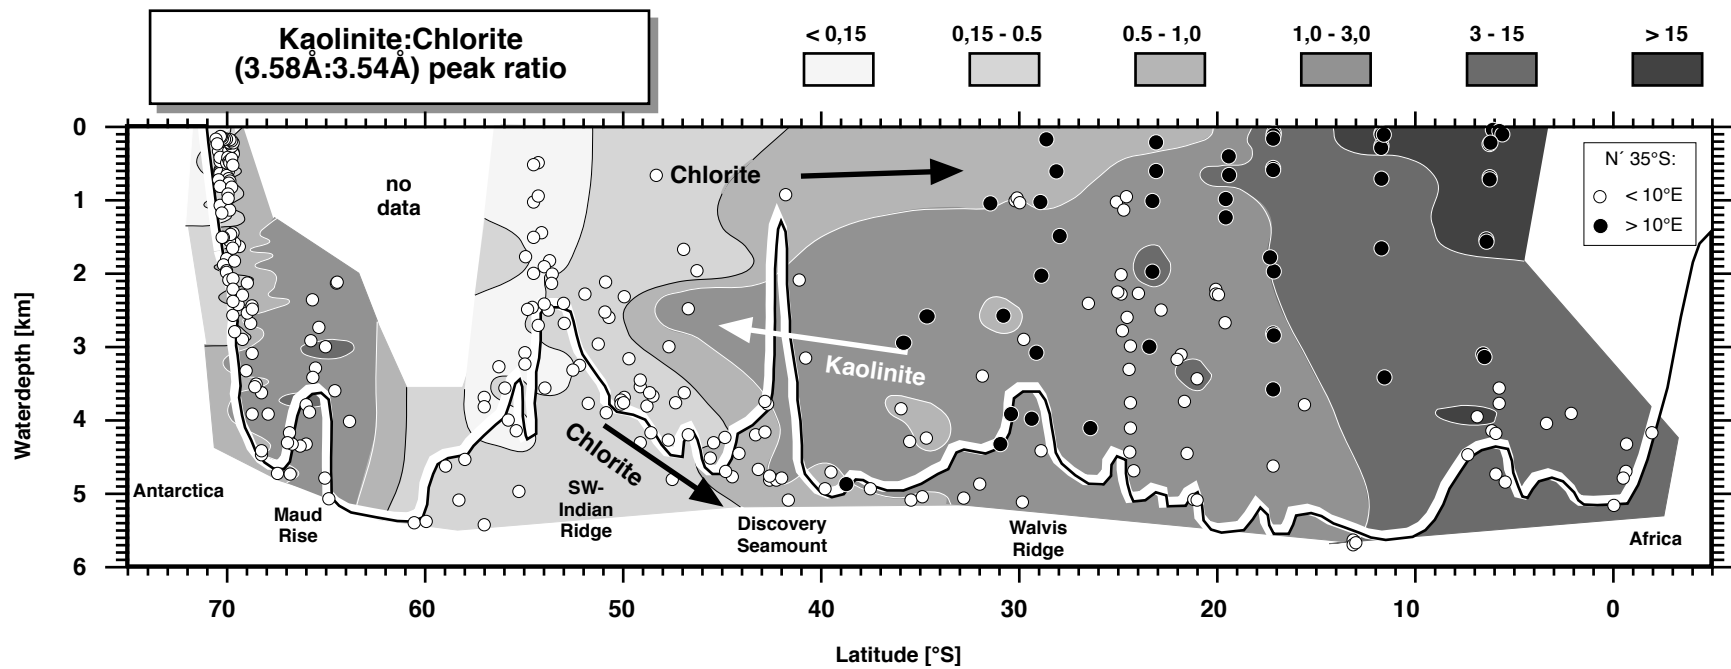 Kaolinite:Chlorite
(3.58Å:3.54Å) peak ratio
< 0,15
0,15 - 0.5
0.5 - 1,0
1,0 - 3,0
3 - 15
> 15
0
1
2
3
4
5
6
Waterdepth [km]
no
data
Chlorite
Kaolinite
Chlorite
N´ 35°S:
< 10°E
> 10°E
Antarctica
Maud
Rise
SW-
Indian
Ridge
Discovery
Seamount
Walvis
Ridge
Africa
70
60
50
40
30
20
10
0
Latitude [°S]